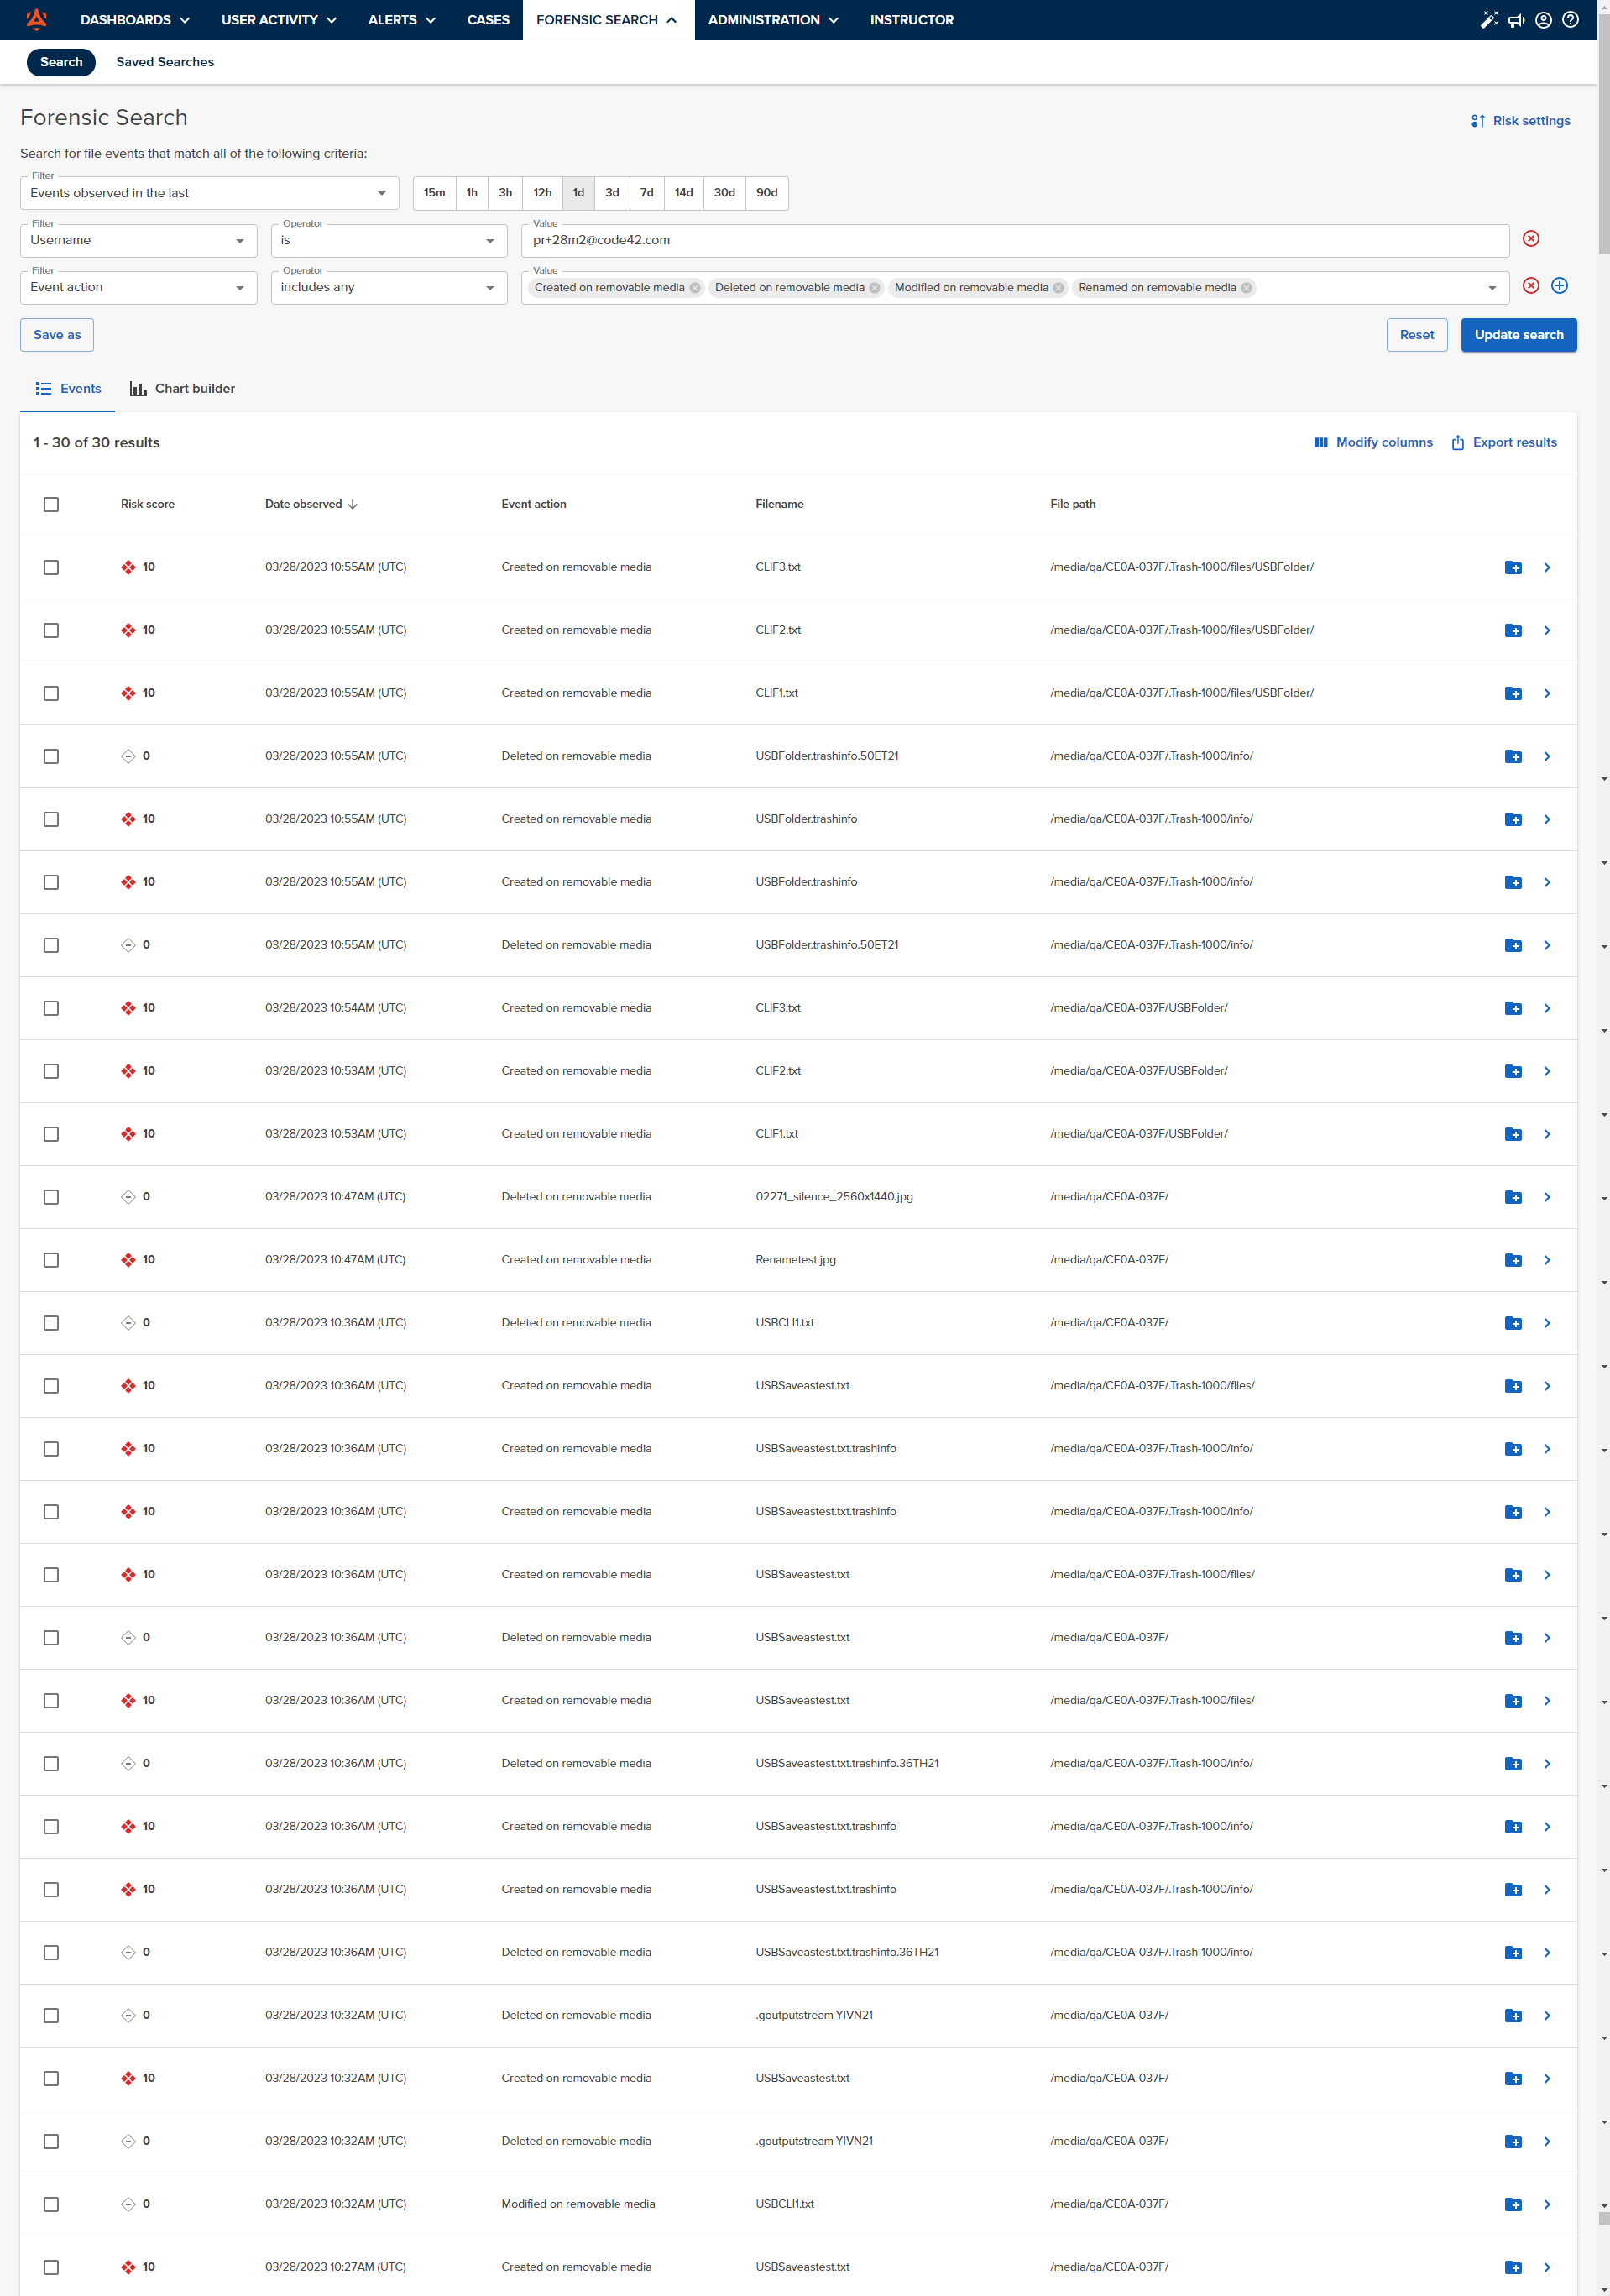 DASHBOARDS USER ACTIVITY ALERTS CASES FORENSIC SEARCH ADMINISTRATION INSTRUCTOR
Search Saved Searches
Forensic Search
Risk settings
Search for file events that match all of the following criteria:
Filter
Events observed in the last 15m 1h 3h 12h 1d 3d 7d 14d 30d 90d
Filter Operator Value
Username is pr+28m2@code42.com
Filter Operator Value
Event action includes any Created on removable media Deleted on removable media Modified on removable media Renamed on removable media
Save as Reset Update search
Events Chart builder
1 - 30 of 30 results Modify columns Export results
Risk score Date observed Event action Filename File path
10 03/28/2023 10:55AM (UTC) Created on removable media CLIF3.txt /media/qa/CE0A-037F/.Trash-1000/files/USBFolder/
10 03/28/2023 10:55AM (UTC) Created on removable media CLIF2.txt /media/qa/CE0A-037F/.Trash-1000/files/USBFolder/
10 03/28/2023 10:55AM (UTC) Created on removable media CLIF1.txt /media/qa/CE0A-037F/.Trash-1000/files/USBFolder/
0 03/28/2023 10:55AM (UTC) Deleted on removable media USBFolder.trashinfo.50ET21 /media/qa/CE0A-037F/.Trash-1000/info/
10 03/28/2023 10:55AM (UTC) Created on removable media USBFolder.trashinfo /media/qa/CE0A-037F/.Trash-1000/info/
10 03/28/2023 10:55AM (UTC) Created on removable media USBFolder.trashinfo /media/qa/CE0A-037F/.Trash-1000/info/
0 03/28/2023 10:55AM (UTC) Deleted on removable media USBFolder.trashinfo.50ET21 /media/qa/CE0A-037F/.Trash-1000/info/
10 03/28/2023 10:54AM (UTC) Created on removable media CLIF3.txt /media/qa/CE0A-037F/USBFolder/
10 03/28/2023 10:53AM (UTC) Created on removable media CLIF2.txt /media/qa/CE0A-037F/USBFolder/
10 03/28/2023 10:53AM (UTC) Created on removable media CLIF1.txt /media/qa/CE0A-037F/USBFolder/
0 03/28/2023 10:47AM (UTC) Deleted on removable media 02271_silence_2560x1440.jpg /media/qa/CE0A-037F/
10 03/28/2023 10:47AM (UTC) Created on removable media Renametest.jpg /media/qa/CE0A-037F/
0 03/28/2023 10:36AM (UTC) Deleted on removable media USBCLI1.txt /media/qa/CE0A-037F/
10 03/28/2023 10:36AM (UTC) Created on removable media USBSaveastest.txt /media/qa/CE0A-037F/.Trash-1000/files/
10 03/28/2023 10:36AM (UTC) Created on removable media USBSaveastest.txt.trashinfo /media/qa/CE0A-037F/.Trash-1000/info/
10 03/28/2023 10:36AM (UTC) Created on removable media USBSaveastest.txt.trashinfo /media/qa/CE0A-037F/.Trash-1000/info/
10 03/28/2023 10:36AM (UTC) Created on removable media USBSaveastest.txt /media/qa/CE0A-037F/.Trash-1000/files/
0 03/28/2023 10:36AM (UTC) Deleted on removable media USBSaveastest.txt /media/qa/CE0A-037F/
10 03/28/2023 10:36AM (UTC) Created on removable media USBSaveastest.txt /media/qa/CE0A-037F/.Trash-1000/files/
0 03/28/2023 10:36AM (UTC) Deleted on removable media USBSaveastest.txt.trashinfo.36TH21 /media/qa/CE0A-037F/.Trash-1000/info/
10 03/28/2023 10:36AM (UTC) Created on removable media USBSaveastest.txt.trashinfo /media/qa/CE0A-037F/.Trash-1000/info/
10 03/28/2023 10:36AM (UTC) Created on removable media USBSaveastest.txt.trashinfo /media/qa/CE0A-037F/.Trash-1000/info/
0 03/28/2023 10:36AM (UTC) Deleted on removable media USBSaveastest.txt.trashinfo.36TH21 /media/qa/CE0A-037F/.Trash-1000/info/
0 03/28/2023 10:32AM (UTC) Deleted on removable media .goutputstream-YIVN21 /media/qa/CE0A-037F/
10 03/28/2023 10:32AM (UTC) Created on removable media USBSaveastest.txt /media/qa/CE0A-037F/
0 03/28/2023 10:32AM (UTC) Deleted on removable media .goutputstream-YIVN21 /media/qa/CE0A-037F/
0 03/28/2023 10:32AM (UTC) Modified on removable media USBCLI1.txt /media/qa/CE0A-037F/
10 03/28/2023 10:27AM (UTC) Created on removable media USBSaveastest.txt /media/qa/CE0A-037F/